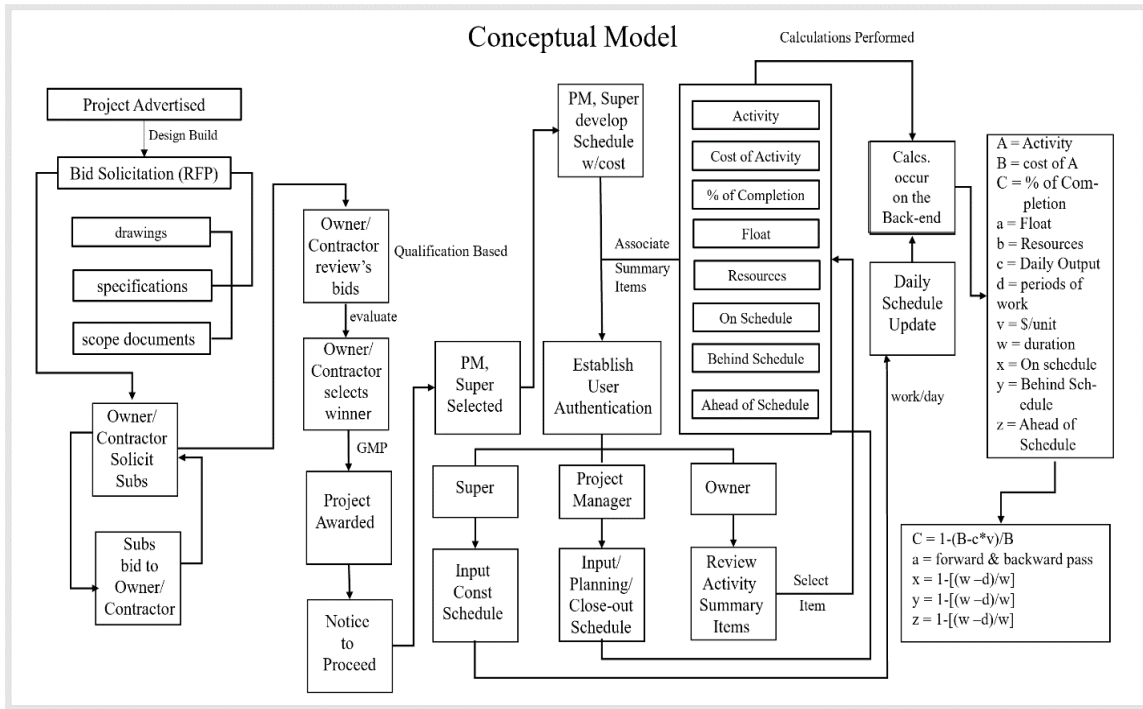 Conceptual Model
Calculations Performed
Project Advertised
Design Build
Bid Solicitation (RFP)
drawings
specifications
scope documents
Owner/
Contractor
Solicit
Subs
Subs
bid to
Owner/
Contractor
Owner/
Contractor
review's
bids
Qualification Based
evaluate
Owner/
Contractor
selects
winner
GMP
Project
Awarded
Notice
to
Proceed
PM,
Super
Selected
PM, Super
develop
Schedule
w/cost
Associate
Summary
Items
Establish
User
Authentication
Super
Project
Manager
Owner
Input
Const
Schedule
Input/
Planning/
Close-out
Schedule
Review
Activity
Summary
Items
Select
Item
Activity
Cost of Activity
% of Completion
Float
Resources
On Schedule
Behind Schedule
Ahead of Schedule
Calcs.
occur
on the
Back-end
Daily
Schedule
Update
work/day
A = Activity
B = cost of A
C = % of Com-
pletion
a = Float
b = Resources
c = Daily Output
d = periods of
work
v = $/unit
w = duration
x = On schedule
y = Behind Sch-
edule
z = Ahead of
Schedule
C = 1-(B-c*v)/B
a = forward & backward pass
x = 1-[(w –d)/w]
y = 1-[(w –d)/w]
z = 1-[(w –d)/w]